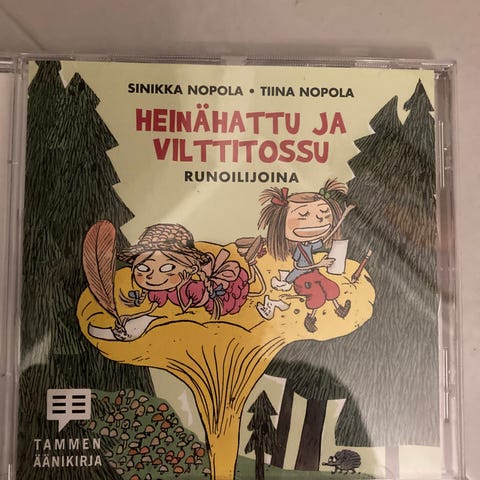 SINIKKA NOPOLA • TIINA NOPOLA
HEINÄHATTU JA
VILTTITOSSU
RUNOILIJOINA
TAMMEN
ÄÄNIKIRJA